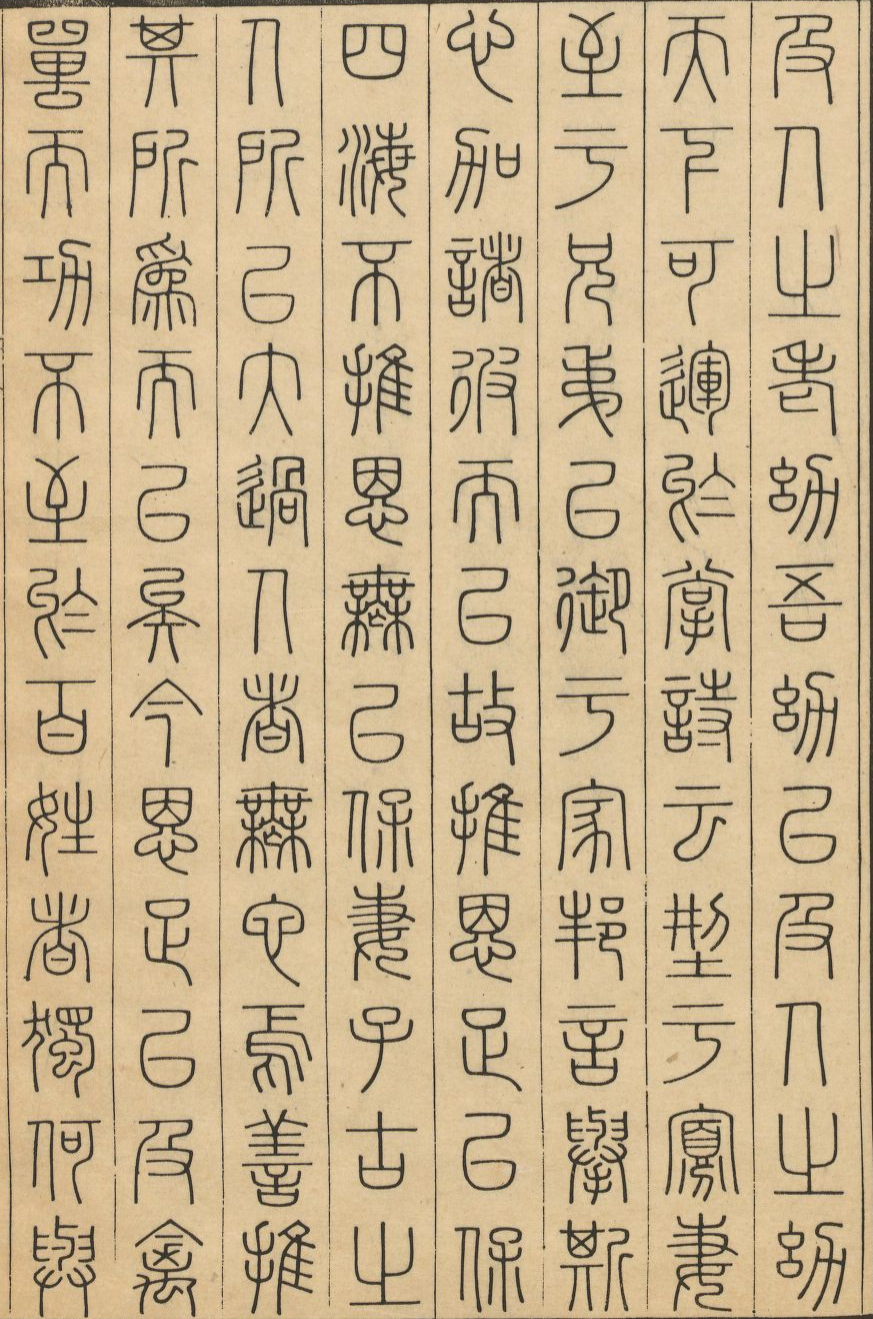 及人之老幼吾幼以及人之幼
天下可運於掌詩云型于寡妻
至于兄弟以御于家邦言舉斯
心加諸彼而已故推恩足以保
四海不推恩無以保妻子古之
人所以大過人者無它焉善推
其所爲而已矣今恩足以及禽
嘼而功不至於百姓者獨何與